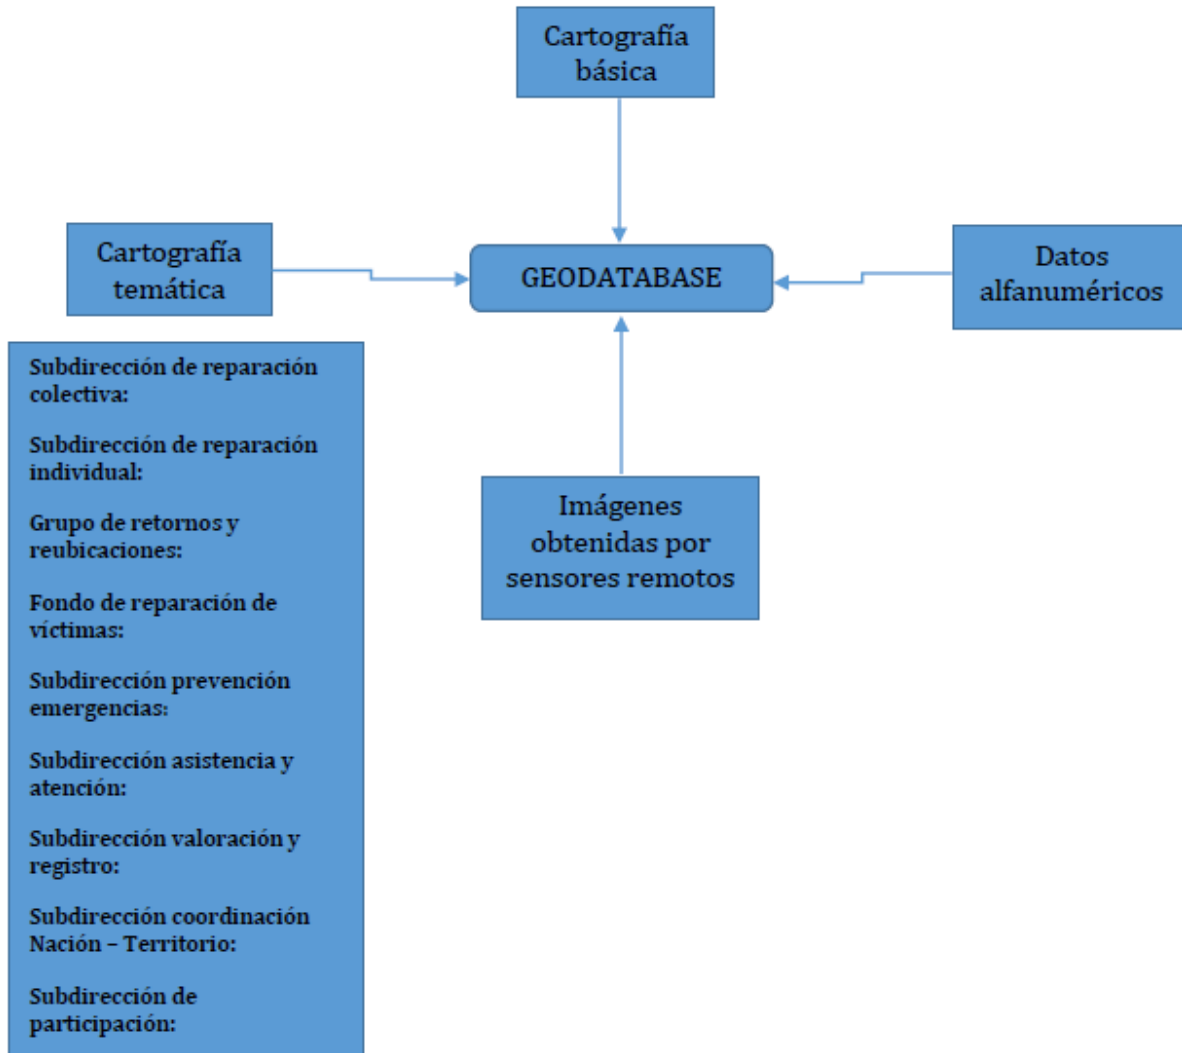 Cartografía
básica
Cartografía
temática
GEODATABASE
Datos
alfanuméricos
Imágenes
obtenidas por
sensores remotos
Subdirección de reparación
colectiva:
Subdirección de reparación
individual:
Grupo de retornos y
reubicaciones:
Fondo de reparación de
víctimas:
Subdirección prevención
emergencias:
Subdirección asistencia y
atención:
Subdirección valoración y
registro:
Subdirección coordinación
Nación – Territorio:
Subdirección de
participación: